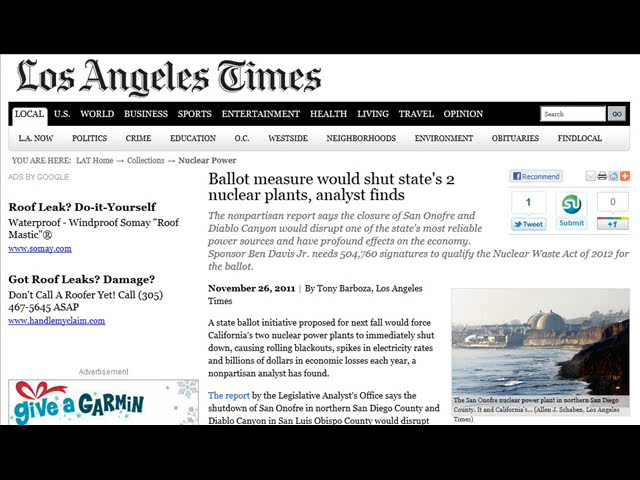 Los Angeles Times
LOCAL U.S. WORLD BUSINESS SPORTS ENTERTAINMENT HEALTH LIVING TRAVEL OPINION Search GO
L.A. NOW POLITICS CRIME EDUCATION O.C. WESTSIDE NEIGHBORHOODS ENVIRONMENT OBITUARIES FINDLOCAL
YOU ARE HERE: LAT Home → Collections → Nuclear Power
ADS BY GOOGLE
Roof Leak? Do-it-Yourself
Waterproof - Windproof Somay "Roof
Mastic"®
www.somay.com
Got Roof Leaks? Damage?
Don't Call A Roofer Yet! Call (305)
467-5645 ASAP
www.handlemyclaim.com
Advertisement
give a GARMIN
Ballot measure would shut state's 2
nuclear plants, analyst finds
The nonpartisan report says the closure of San Onofre and
Diablo Canyon would disrupt one of the state's most reliable
power sources and have profound effects on the economy.
Sponsor Ben Davis Jr. needs 504,760 signatures to qualify the Nuclear Waste Act of 2012 for
the ballot.
Recommend
1
Tweet
Submit
0
+1
November 26, 2011 | By Tony Barboza, Los Angeles
Times
A state ballot initiative proposed for next fall would force
California's two nuclear power plants to immediately shut
down, causing rolling blackouts, spikes in electricity rates
and billions of dollars in economic losses each year, a
nonpartisan analyst has found.
The report by the Legislative Analyst's Office says the
shutdown of San Onofre in northern San Diego County and
Diablo Canyon in San Luis Obispo County would disrupt
The San Onofre nuclear power plant in northern San Diego
County. It and California's... (Allen J. Schaben, Los Angeles
Times)